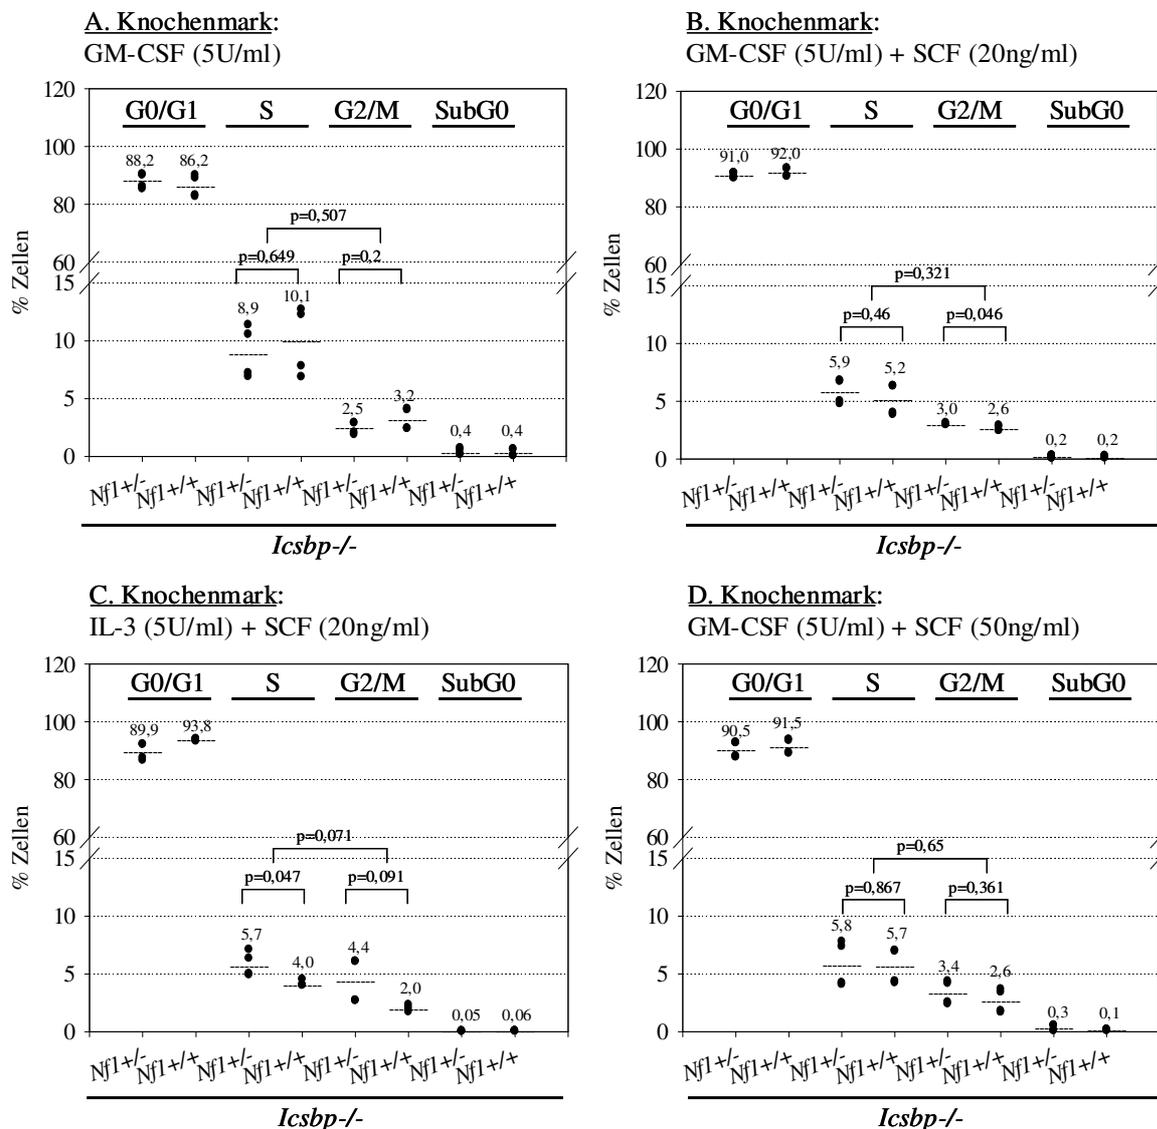 A. Knochenmark:
GM-CSF (5U/ml)
120
G0/G1 S G2/M SubG0
100
88,2 86,2
80
p=0,507
60
p=0,649 p=0,2
15
% Zellen
8,9 10,1
10
5
2,5 3,2
0,4 0,4
0
Nf1+/- Nf1+/+ Nf1+/- Nf1+/+ Nf1+/- Nf1+/+ Nf1+/- Nf1+/+
Icsbp-/-
B. Knochenmark:
GM-CSF (5U/ml) + SCF (20ng/ml)
120
G0/G1 S G2/M SubG0
100
91,0 92,0
80
60
p=0,321
15
% Zellen
p=0,46 p=0,046
10
5,9 5,2
5
3,0 2,6
0,2 0,2
0
Nf1+/- Nf1+/+ Nf1+/- Nf1+/+ Nf1+/- Nf1+/+ Nf1+/- Nf1+/+
Icsbp-/-
C. Knochenmark:
IL-3 (5U/ml) + SCF (20ng/ml)
120
G0/G1 S G2/M SubG0
100
89,9 93,8
80
60
p=0,071
15
% Zellen
p=0,047 p=0,091
10
5,7 4,0 4,4 2,0
5
0,05 0,06
0
Nf1+/- Nf1+/+ Nf1+/- Nf1+/+ Nf1+/- Nf1+/+ Nf1+/- Nf1+/+
Icsbp-/-
D. Knochenmark:
GM-CSF (5U/ml) + SCF (50ng/ml)
120
G0/G1 S G2/M SubG0
100
90,5 91,5
80
60
p=0,65
15
% Zellen
p=0,867 p=0,361
10
5,8 5,7
5
3,4 2,6
0,3 0,1
0
Nf1+/- Nf1+/+ Nf1+/- Nf1+/+ Nf1+/- Nf1+/+ Nf1+/- Nf1+/+
Icsbp-/-